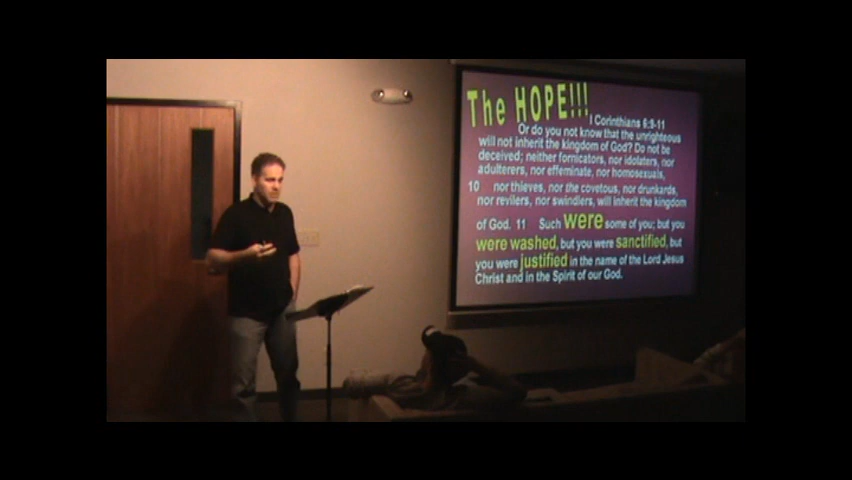 The HOPE!!!
I Corinthians 6:9-11
Or do you not know that the unrighteous
will not inherit the kingdom of God? Do not be
deceived; neither fornicators, nor idolaters, nor
adulterers, nor effeminate, nor homosexuals,
10 nor thieves, nor the covetous, nor drunkards,
nor revilers, nor swindlers, will inherit the kingdom
of God. 11 Such were some of you; but you
were washed, but you were sanctified, but
you were justified in the name of the Lord Jesus
Christ and in the Spirit of our God.